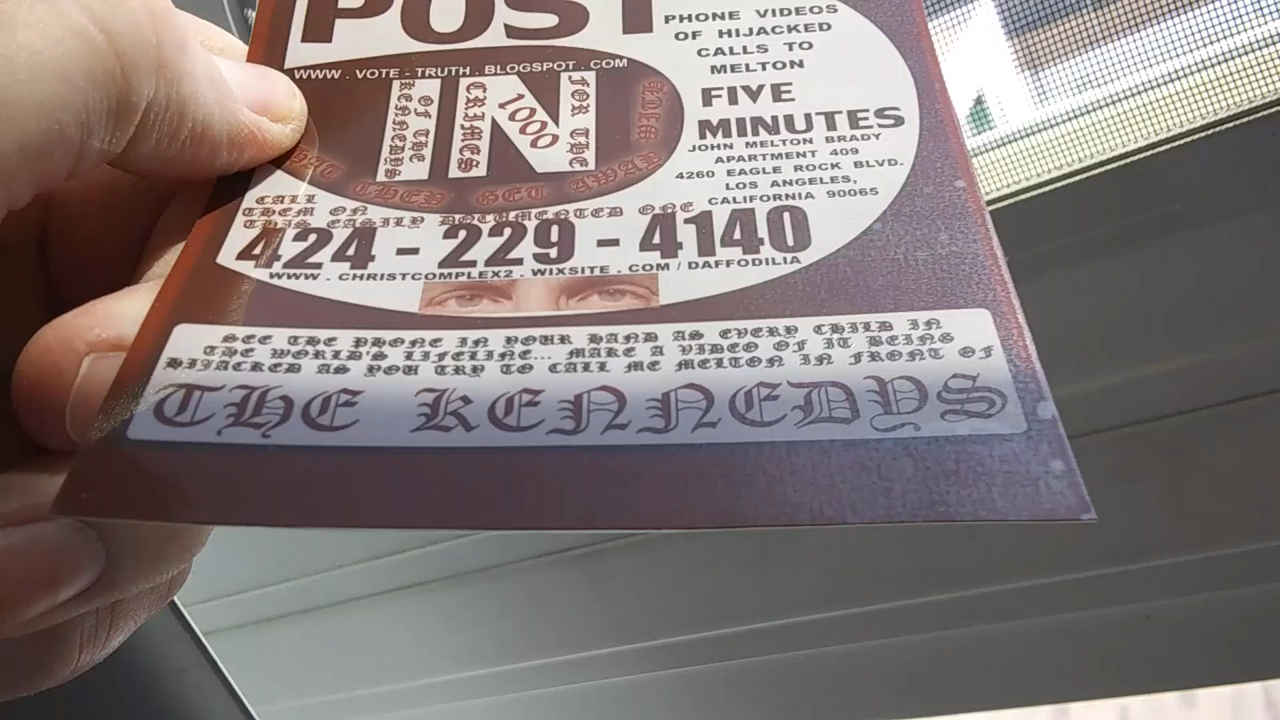 POST
PHONE VIDEOS
OF HIJACKED
CALLS TO
MELTON
FIVE
MINUTES
JOHN MELTON BRADY
APARTMENT 409
4260 EAGLE ROCK BLVD.
LOS ANGELES,
CALIFORNIA 90065
WWW . VOTE - TRUTH . BLOGSPOT . COM
IN
FOR THE
1000
CRIMES
OF THE
KENNEDYS
THEY GET AWAY
CALL
THEM ON
THIS EASILY DOCUMENTED ONE
424 - 229 - 4140
WWW . CHRISTCOMPLEX2 . WIXSITE . COM / DAFFODILIA
SEE THE PHONE IN YOUR HAND AS EVERY CHILD IN
THE WORLD'S LIFELINE... MAKE A VIDEO OF IT BEING
HIJACKED AS YOU TRY TO CALL ME MELTON IN FRONT OF
THE KENNEDYS